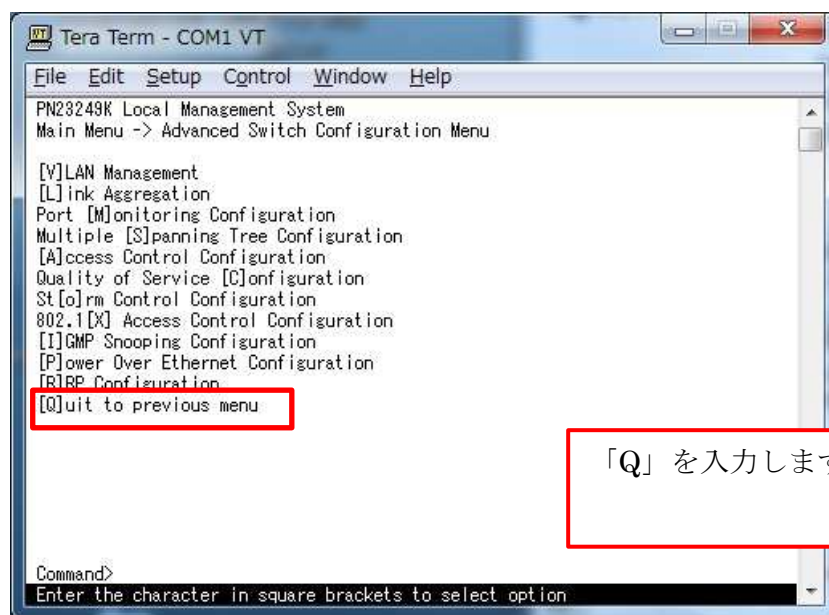 Tera Term - COM1 VT
File Edit Setup Control Window Help
PN23249K Local Management System
Main Menu -> Advanced Switch Configuration Menu
[V]LAN Management
[L]ink Aggregation
Port [M]onitoring Configuration
Multiple [S]panning Tree Configuration
[A]ccess Control Configuration
Quality of Service [C]onfiguration
St[o]rm Control Configuration
802.1[X] Access Control Configuration
[I]GMP Snooping Configuration
[P]ower Over Ethernet Configuration
[R]RP Configuration
[Q]uit to previous menu
「Q」を入力します
Command>
Enter the character in square brackets to select option